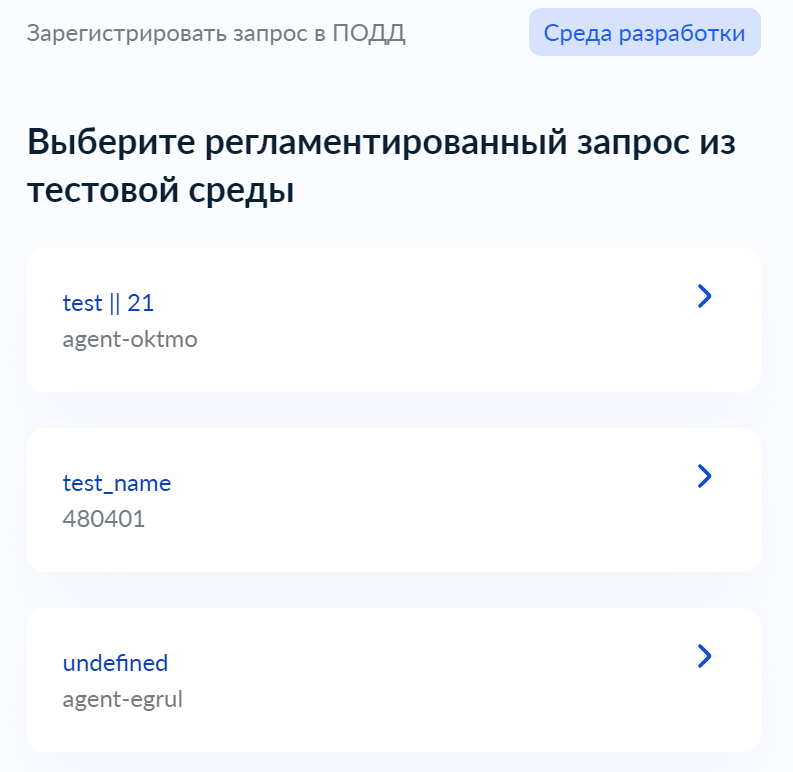 Зарегистрировать запрос в ПОДД
Среда разработки
Выберите регламентированный запрос из
тестовой среды
test || 21
agent-oktmo
test_name
480401
undefined
agent-egrul